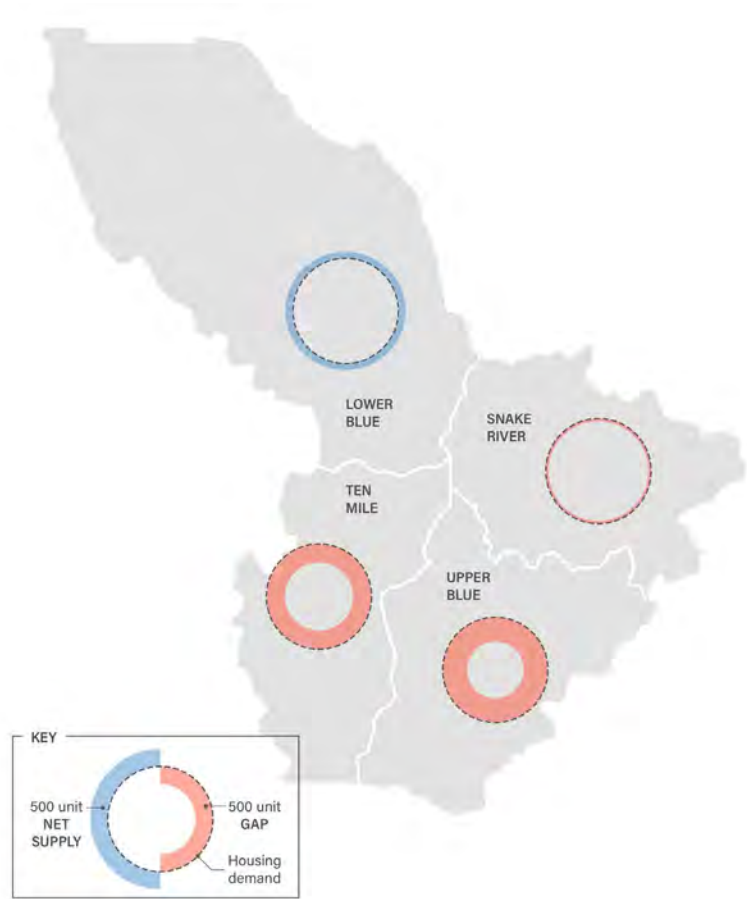 LOWER
BLUE
SNAKE
RIVER
TEN
MILE
UPPER
BLUE
KEY
500 unit
NET
SUPPLY
500 unit
GAP
Housing
demand